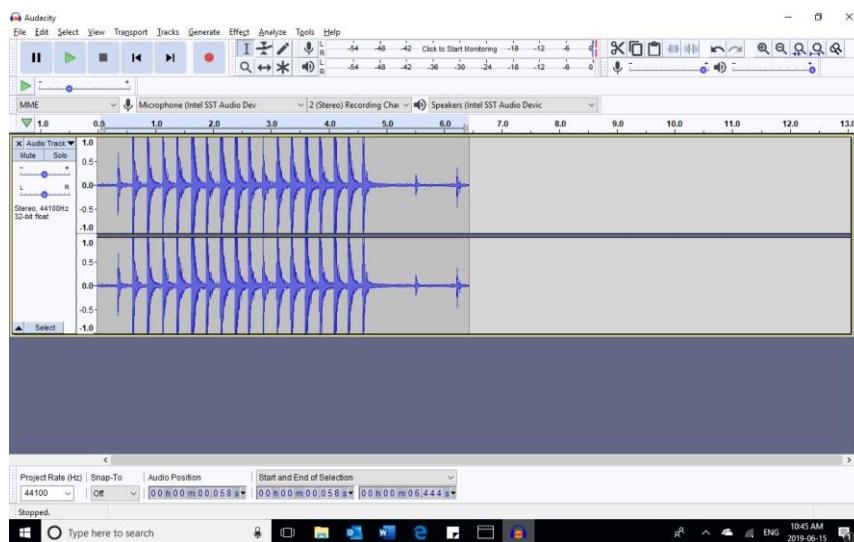 Audacity
File Edit Select View Transport Tracks Generate Effect Analyze Tools Help
L R -54 -48 -42 Click to Start Monitoring -18 -12 -6 0
L R -54 -48 -42 -36 -30 -24 -18 -12 -6 0
MME Microphone (Intel SST Audio Dev 2 (Stereo) Recording Chai Speakers (Intel SST Audio Devic
1.0 0.0 1.0 2.0 3.0 4.0 5.0 6.0 7.0 8.0 9.0 10.0 11.0 12.0 13.0
X Audio Track 1.0
Mute Solo 0.5
- + 0.0
L R
Stereo, 44100Hz -0.5
32-bit float -1.0
1.0
0.5
0.0
-0.5
Select -1.0
Project Rate (Hz) Snap-To Audio Position Start and End of Selection
44100 Off 00 h 00 m 00.058 s 00 h 00 m 00.058 s 00 h 00 m 06.444 s
Stopped.
Type here to search ENG 10:45 AM
2019-06-15